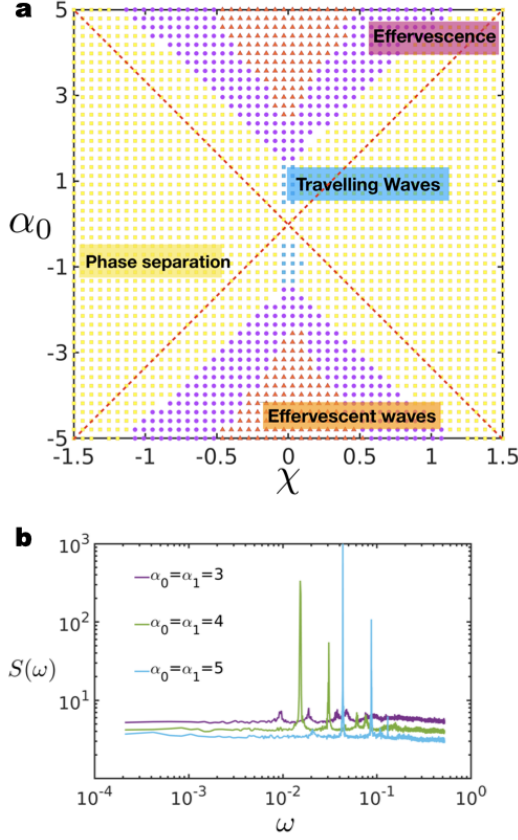 a
5
Effervescence
3
1
Travelling Waves
α₀
-1
Phase separation
-3
Effervescent waves
-5
-1.5 -1 -0.5 0 0.5 1 1.5
χ
b
10³
α₀=α₁=3
10²
α₀=α₁=4
S(ω)
α₀=α₁=5
10¹
10⁻⁴ 10⁻³ 10⁻² 10⁻¹ 10⁰
ω